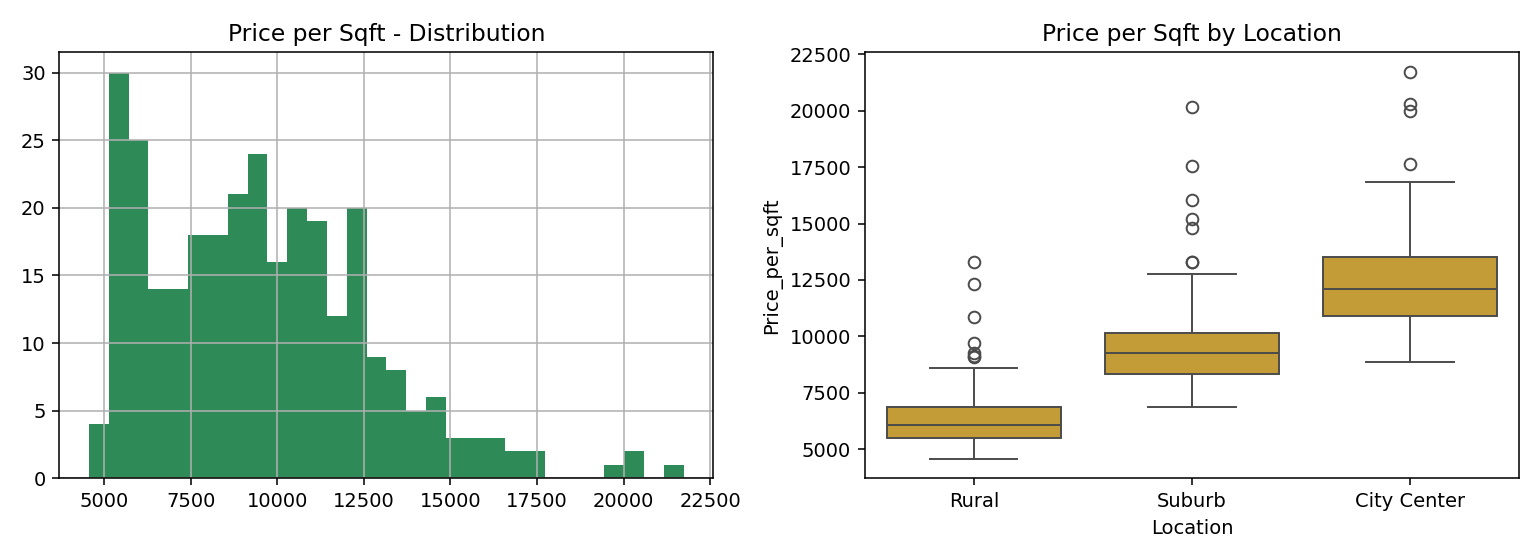 Price per Sqft - Distribution
30
25
20
15
10
5
0
5000 7500 10000 12500 15000 17500 20000 22500
Price per Sqft by Location
Price_per_sqft
22500
20000
17500
15000
12500
10000
7500
5000
Rural Suburb City Center
Location